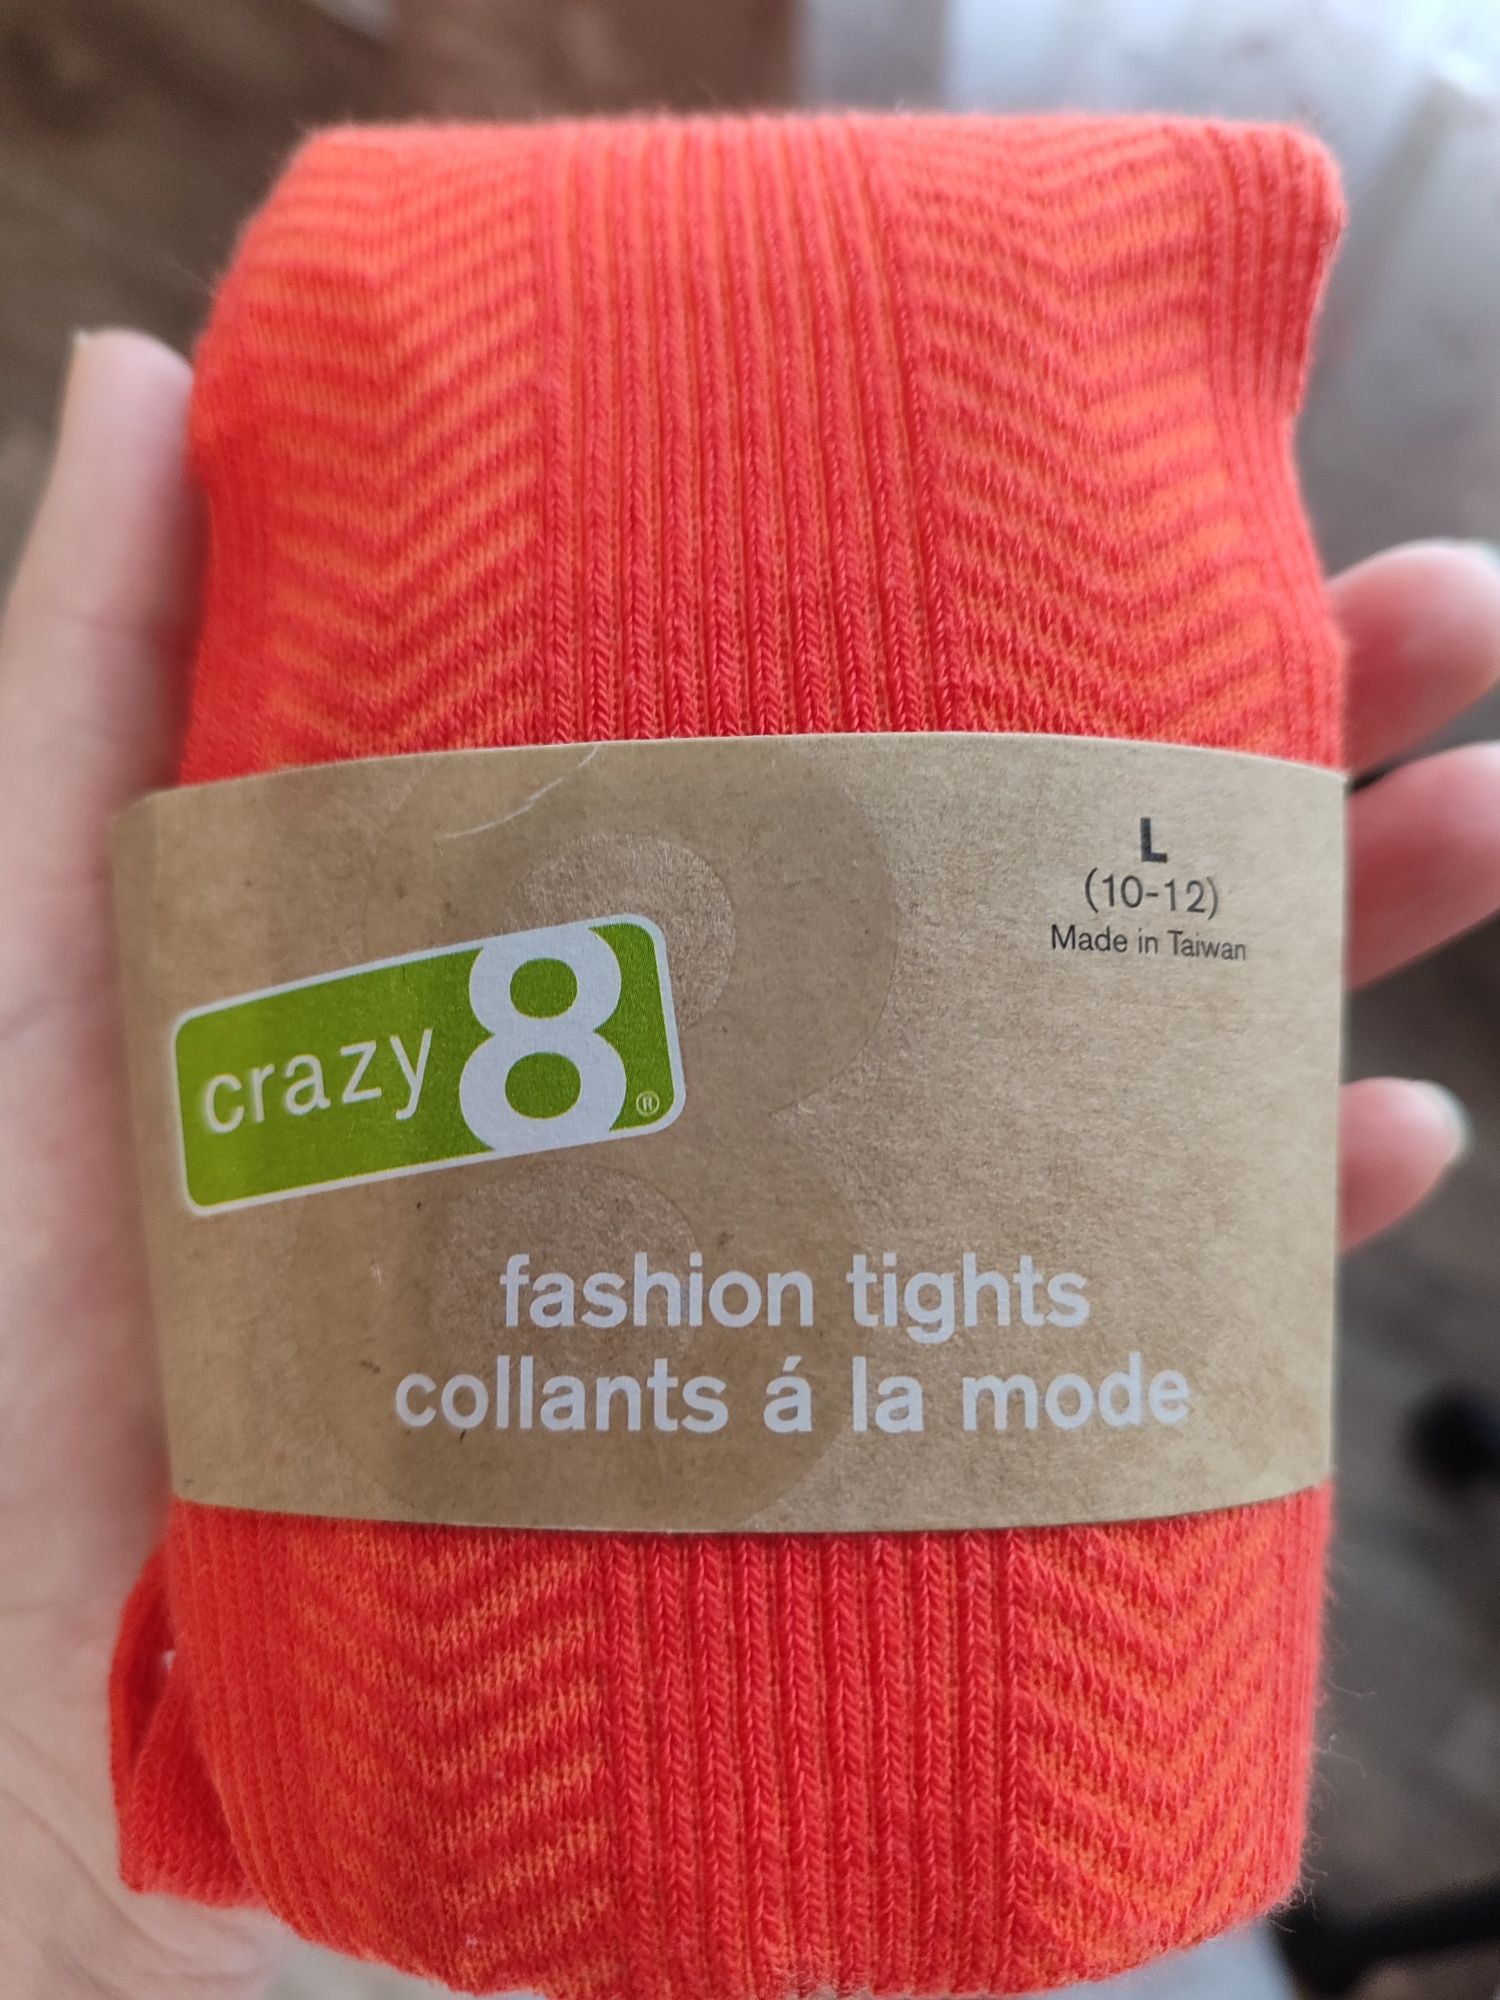 L
(10-12)
Made in Taiwan
crazy 8®
fashion tights
collants á la mode